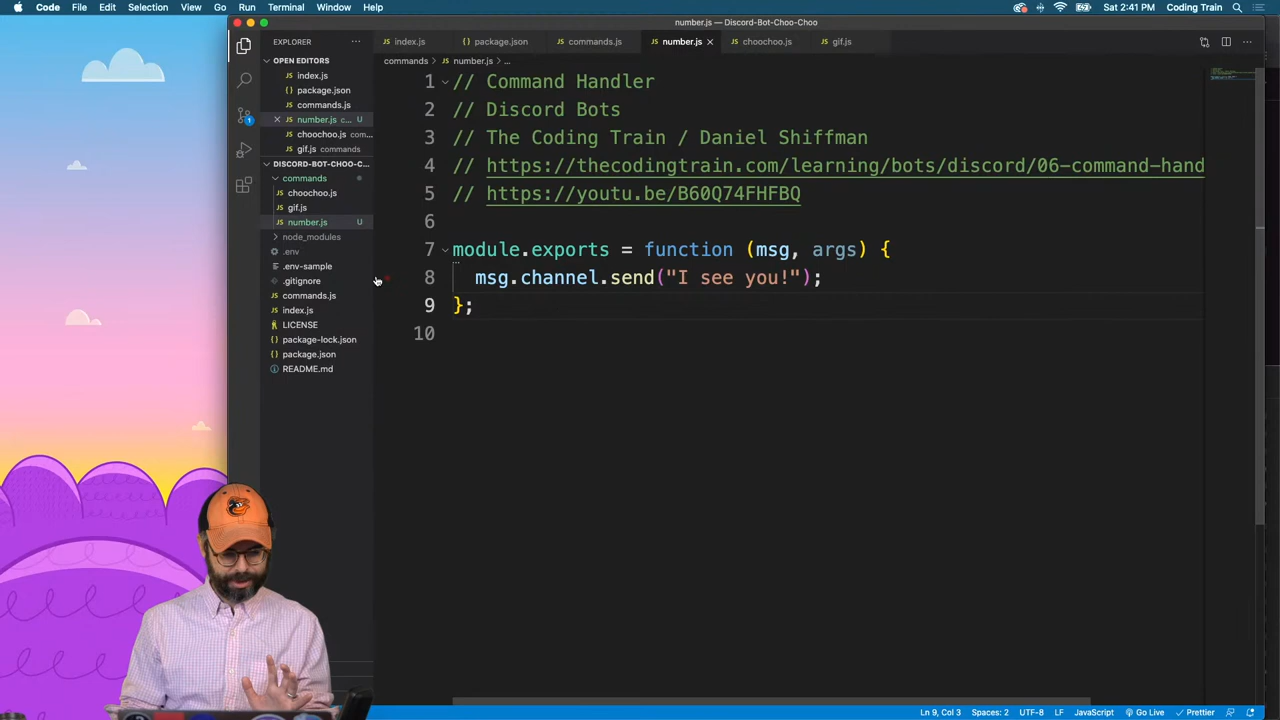 Code File Edit Selection View Go Run Terminal Window Help Sat 2:41 PM Coding Train
number.js — Discord-Bot-Choo-Choo
EXPLORER
OPEN EDITORS
index.js
package.json
commands.js
number.js c... U
choochoo.js com...
gif.js commands
DISCORD-BOT-CHOO-C...
commands
choochoo.js
gif.js
number.js U
node_modules
.env
.env-sample
.gitignore
commands.js
index.js
LICENSE
package-lock.json
package.json
README.md
index.js package.json commands.js number.js choochoo.js gif.js
commands > number.js > ...
1 // Command Handler
2 // Discord Bots
3 // The Coding Train / Daniel Shiffman
4 // https://thecodingtrain.com/learning/bots/discord/06-command-hand
5 // https://youtu.be/B60Q74FHFBQ
6
7 module.exports = function (msg, args) {
8 msg.channel.send("I see you!");
9 };
10
Ln 9, Col 3 Spaces: 2 UTF-8 LF JavaScript Go Live Prettier